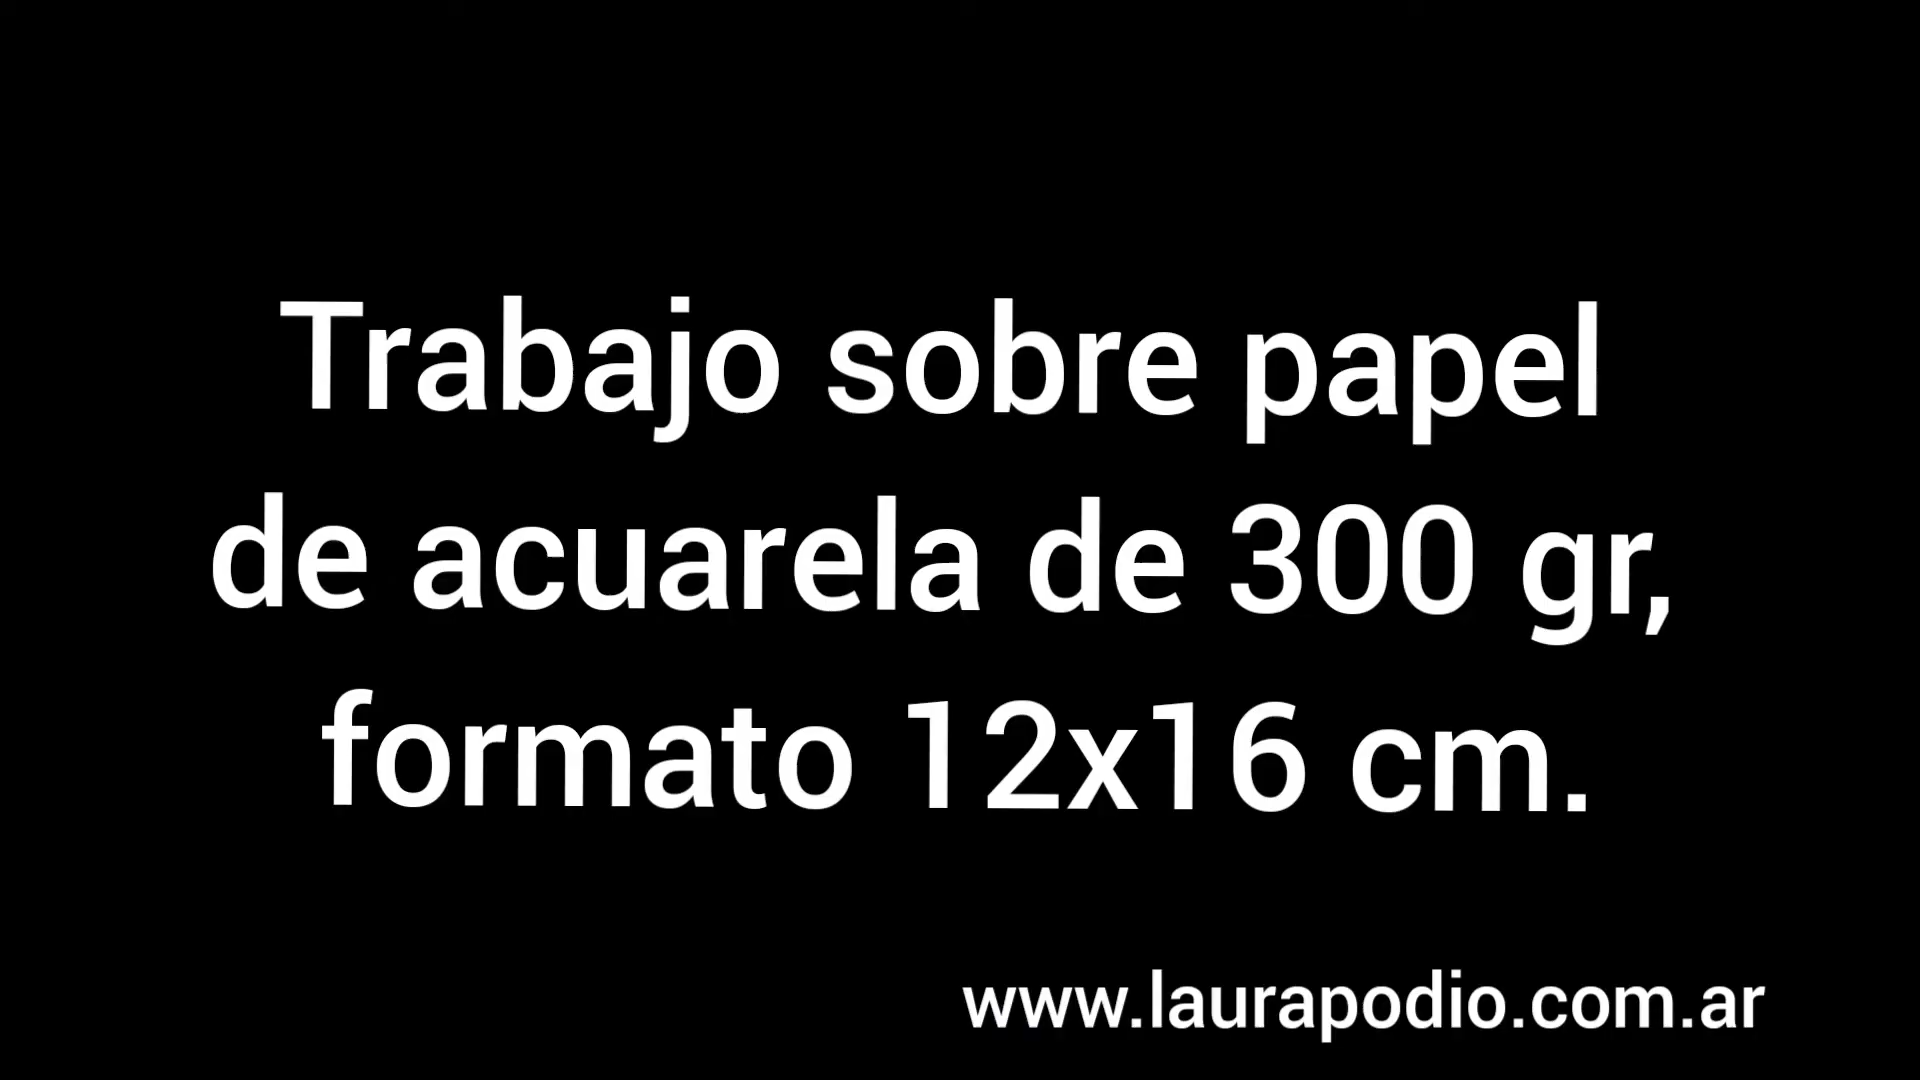 Trabajo sobre papel
de acuarela de 300 gr,
formato 12x16 cm.
www.laurapodio.com.ar